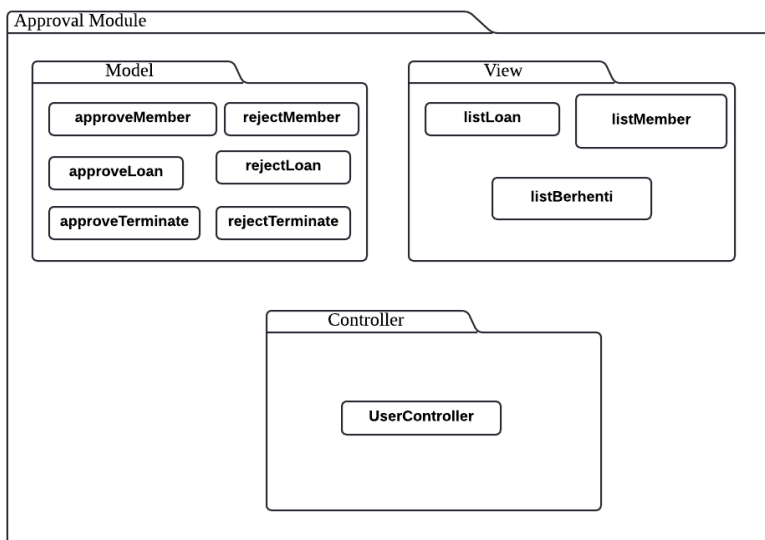 Approval Module
Model
approveMember
rejectMember
approveLoan
rejectLoan
approveTerminate
rejectTerminate
View
listLoan
listMember
listBerhenti
Controller
UserController